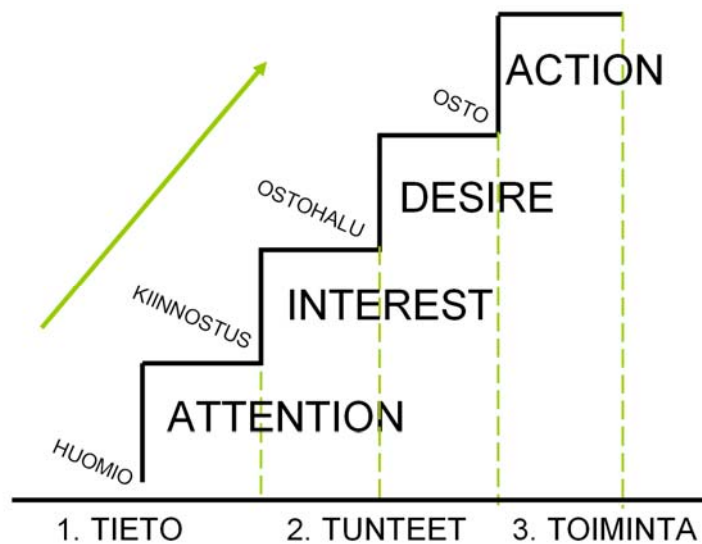 ACTION
OSTO
DESIRE
OSTOHALU
INTEREST
KIINNOSTUS
ATTENTION
HUOMIO
1. TIETO
2. TUNTEET
3. TOIMINTA